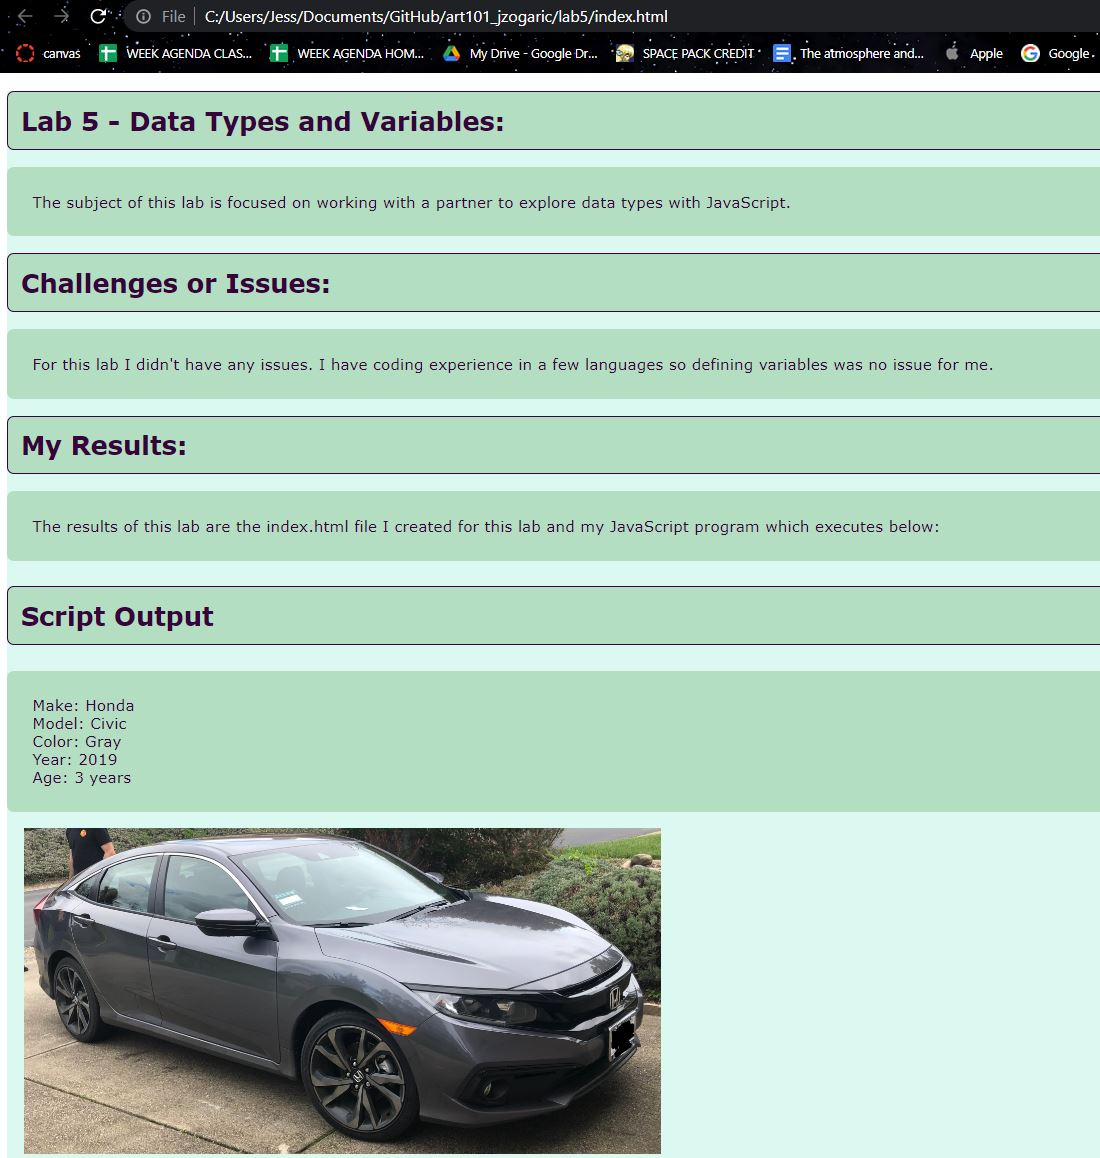 File C:/Users/Jess/Documents/GitHub/art101_jzogaric/lab5/index.html
canvas WEEK AGENDA CLAS... WEEK AGENDA HOM... My Drive - Google Dr... SPACE PACK CREDIT The atmosphere and... Apple Google
Lab 5 - Data Types and Variables:
The subject of this lab is focused on working with a partner to explore data types with JavaScript.
Challenges or Issues:
For this lab I didn't have any issues. I have coding experience in a few languages so defining variables was no issue for me.
My Results:
The results of this lab are the index.html file I created for this lab and my JavaScript program which executes below:
Script Output
Make: Honda
Model: Civic
Color: Gray
Year: 2019
Age: 3 years